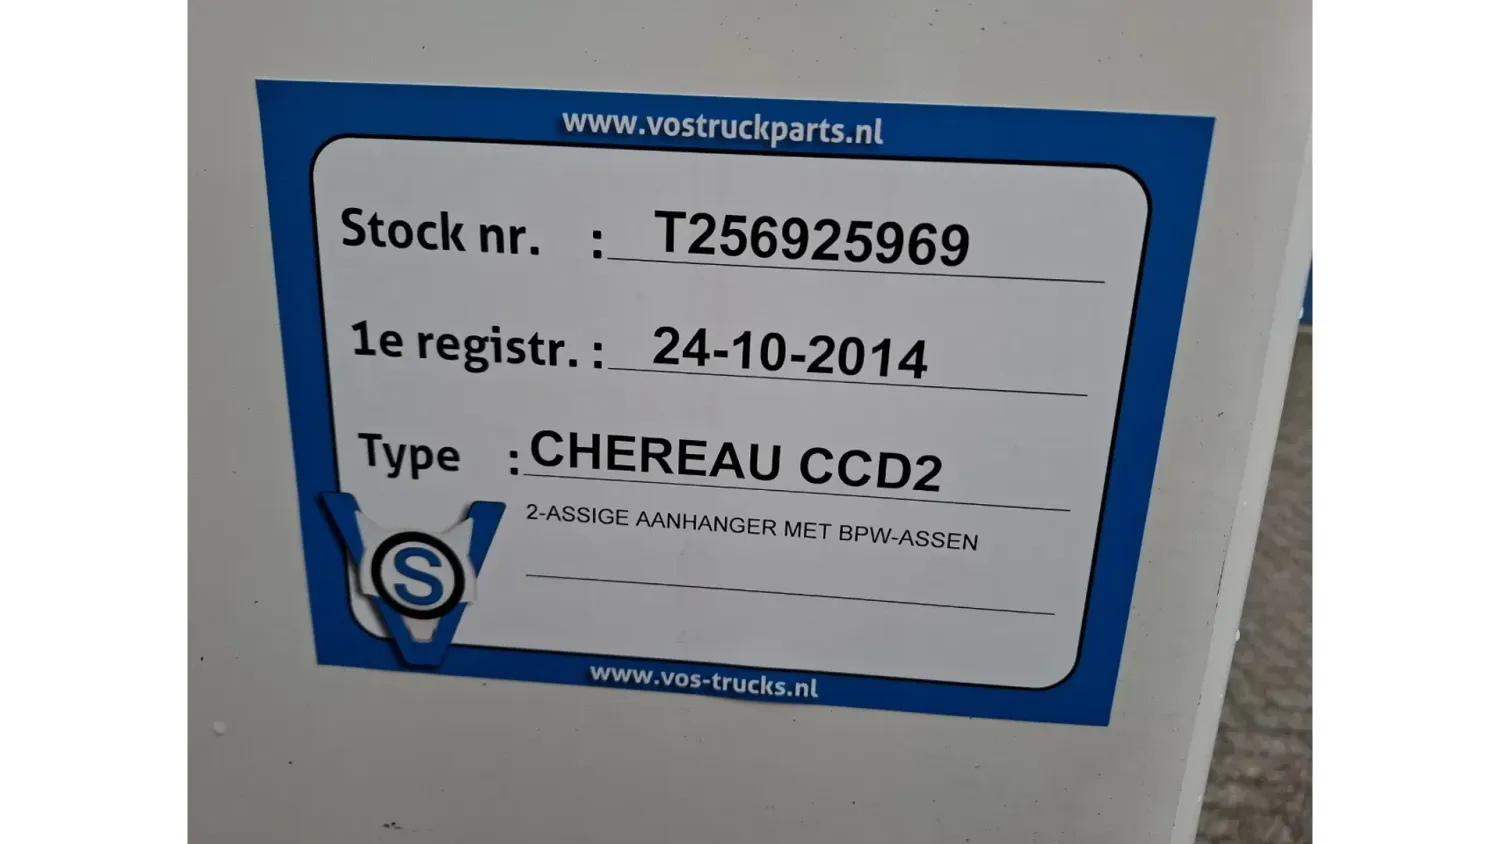 www.vostruckparts.nl
Stock nr. : T256925969
1e registr. : 24-10-2014
Type : CHEREAU CCD2
2-ASSIGE AANHANGER MET BPW-ASSEN
VS
www.vos-trucks.nl